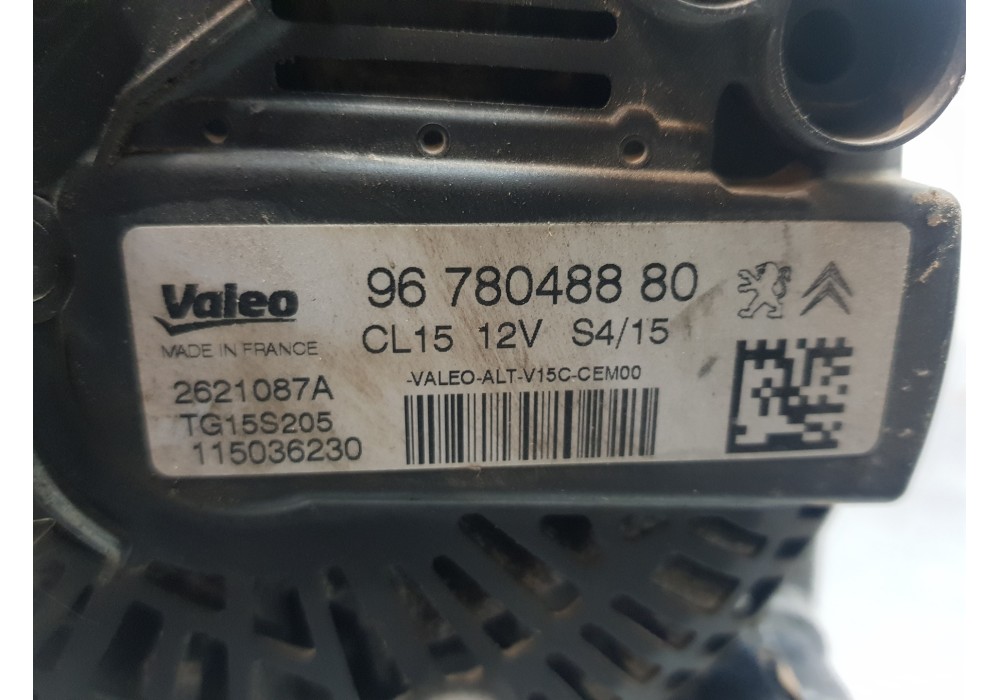 Valeo
MADE IN FRANCE
2621087A
TG15S205
115036230
96 780488 80
CL15 12V S4/15
-VALEO-ALT-V15C-CEM00